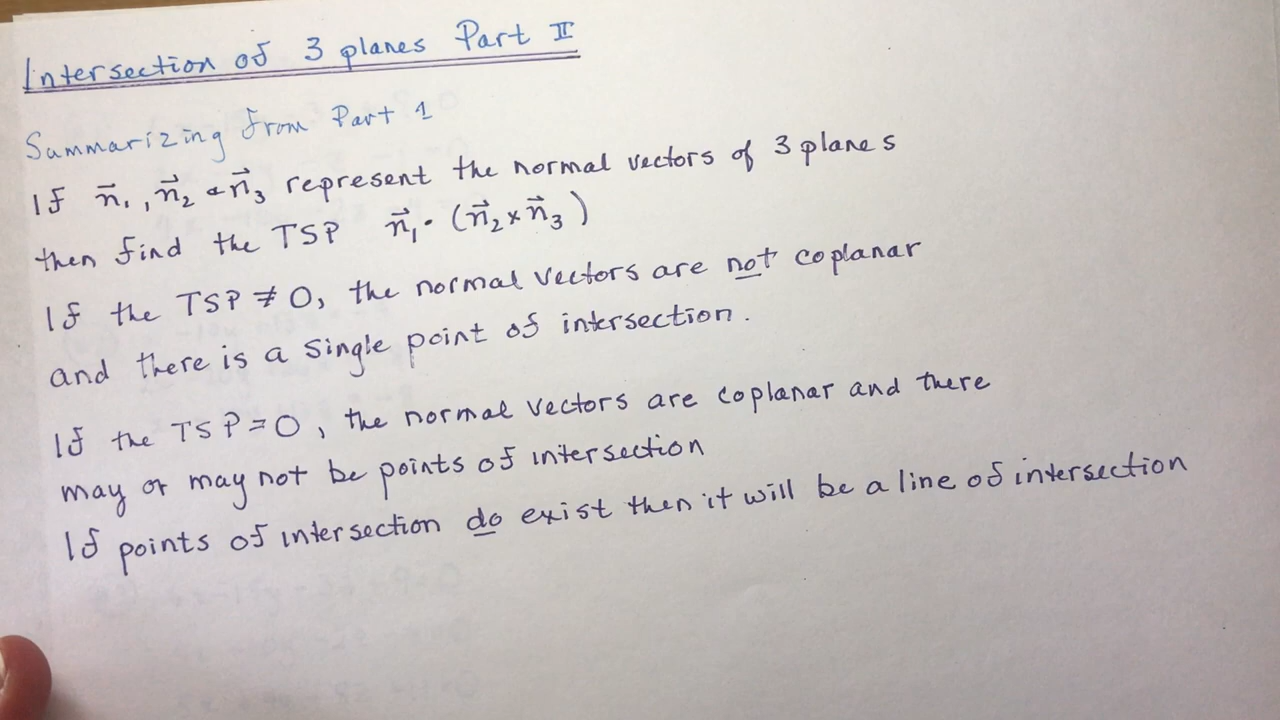 Intersection of 3 planes Part II
Summarizing from Part 1
If n⃗₁, n⃗₂ & n⃗₃ represent the normal vectors of 3 planes
then find the TSP n⃗₁ · (n⃗₂ × n⃗₃)
If the TSP ≠ 0, the normal vectors are not coplanar
and there is a single point of intersection.
If the TSP = 0, the normal vectors are coplanar and there
may or may not be points of intersection
If points of intersection do exist then it will be a line of intersection